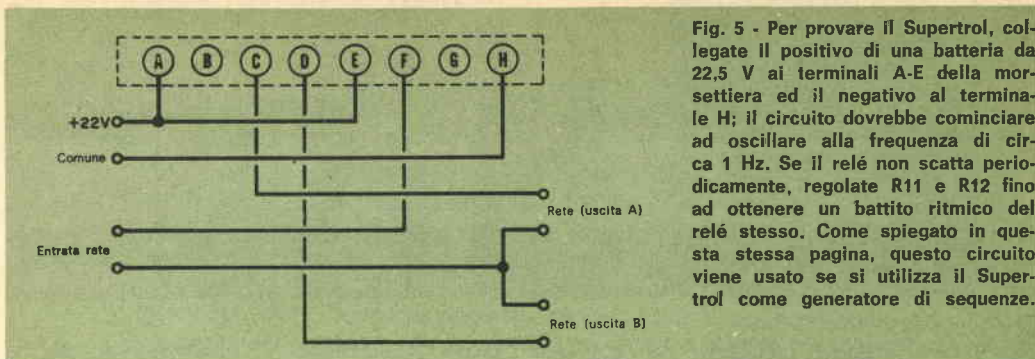 A B C D E F G H
+22V
Comune
Rete (uscita A)
Entrata rete
Rete (uscita B)
Fig. 5 - Per provare il Supertrol, col-
legate il positivo di una batteria da
22,5 V ai terminali A-E della mor-
settiera ed il negativo al termina-
le H; il circuito dovrebbe cominciare
ad oscillare alla frequenza di cir-
ca 1 Hz. Se il relé non scatta perio-
dicamente, regolate R11 e R12 fino
ad ottenere un battito ritmico del
relé stesso. Come spiegato in que-
sta stessa pagina, questo circuito
viene usato se si utilizza il Super-
trol come generatore di sequenze.